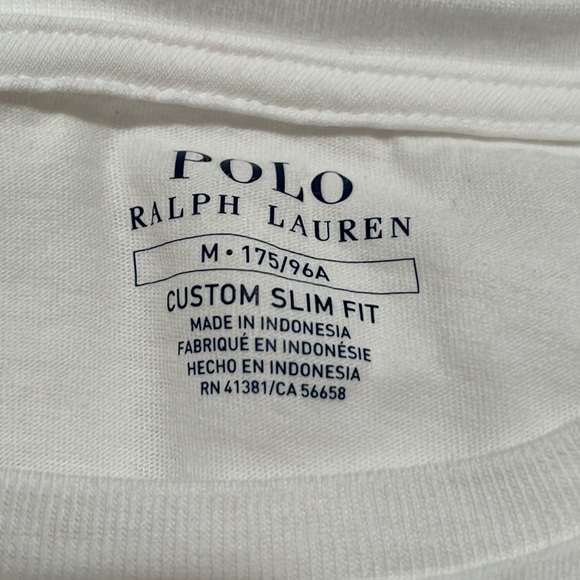 POLO
RALPH LAUREN
M • 175/96A
CUSTOM SLIM FIT
MADE IN INDONESIA
FABRIQUÉ EN INDONÉSIE
HECHO EN INDONESIA
RN 41381/CA 56658